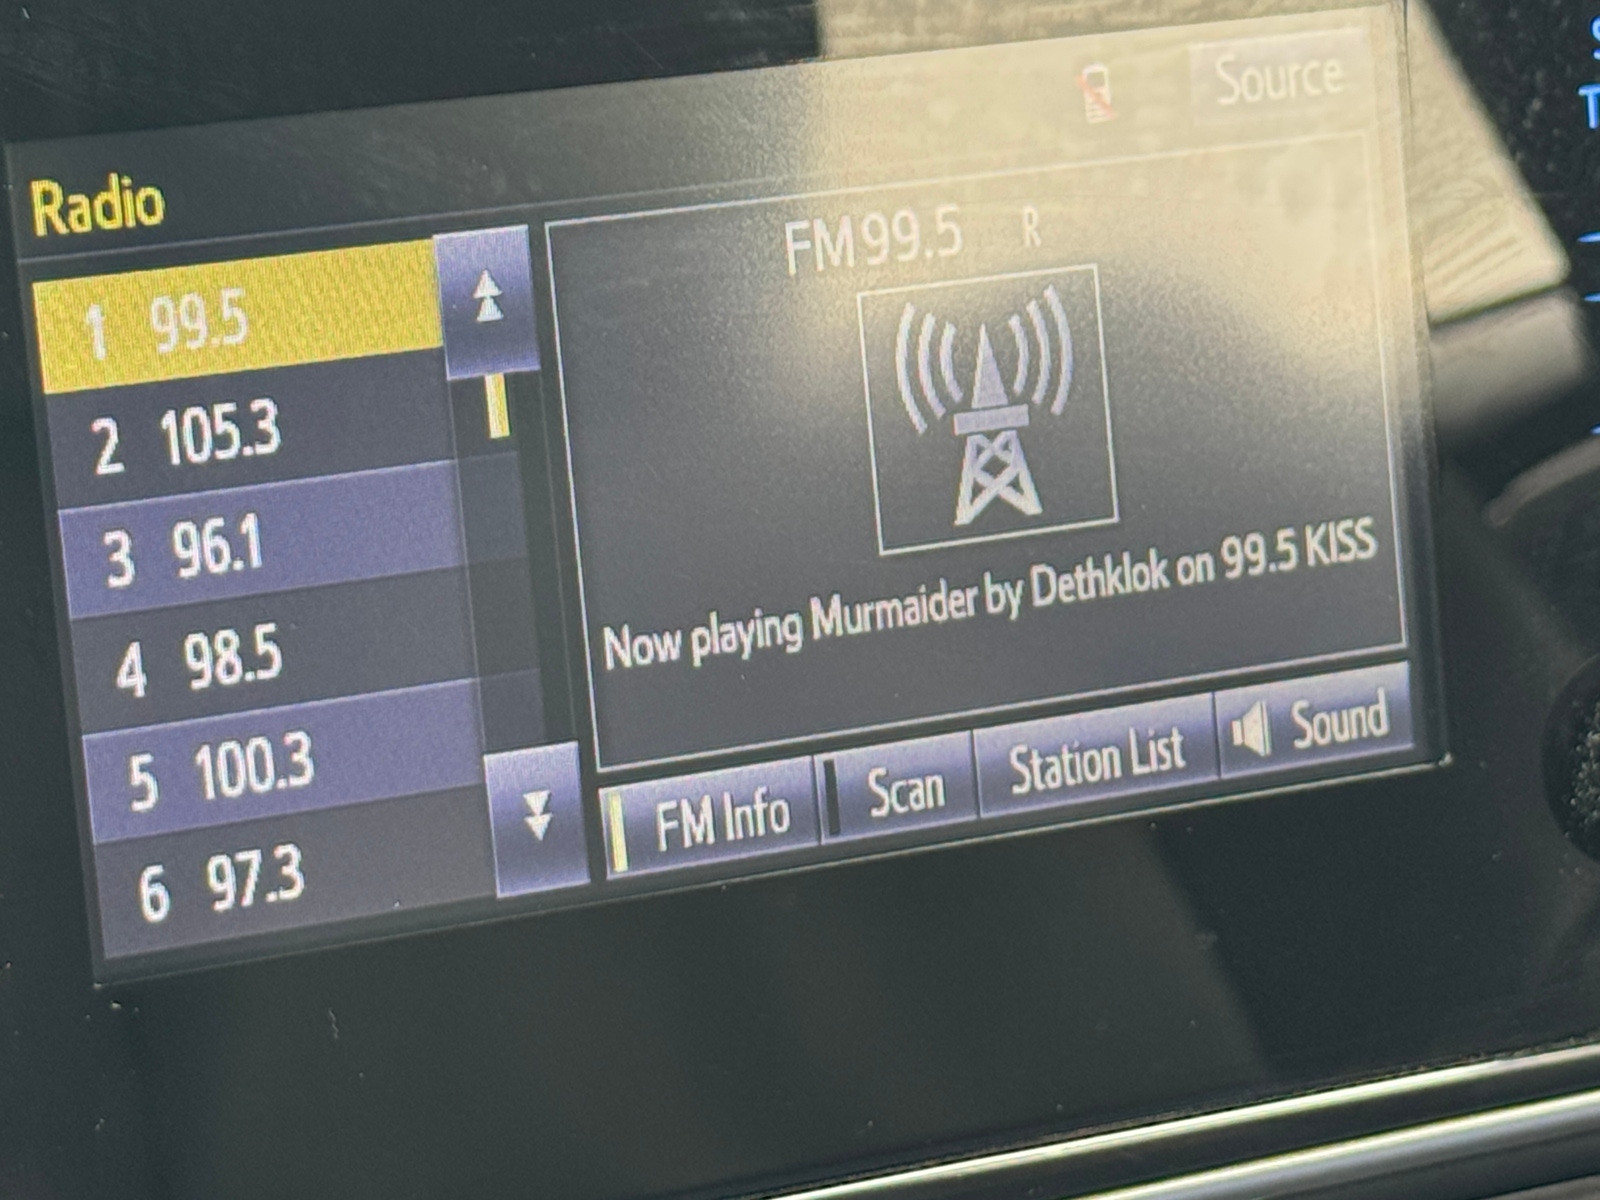 Source
Radio
FM99.5 R
1 99.5
2 105.3
3 96.1
4 98.5
5 100.3
6 97.3
Now playing Murmaider by Dethklok on 99.5 KISS
FM Info
Scan
Station List
Sound